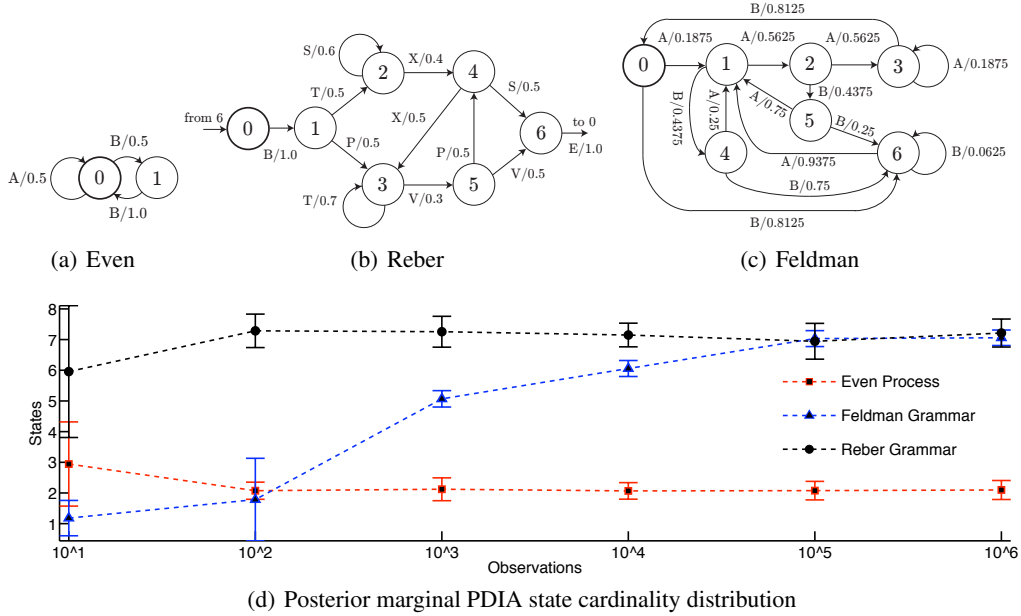 A/0.5
B/0.5
B/1.0
0
1
(a) Even
from 6
0
B/1.0
1
T/0.5
P/0.5
S/0.6
2
X/0.4
4
S/0.5
X/0.5
P/0.5
T/0.7
3
V/0.3
5
V/0.5
6
to 0
E/1.0
(b) Reber
B/0.8125
A/0.1875
A/0.5625
A/0.5625
0
1
2
3
A/0.1875
B/0.4375
B/0.4375
A/0.25
A/0.75
5
B/0.25
4
A/0.9375
6
B/0.0625
B/0.75
B/0.8125
(c) Feldman
8
7
6
5
4
3
2
1
States
Even Process
Feldman Grammar
Reber Grammar
10^1
10^2
10^3
10^4
10^5
10^6
Observations
(d) Posterior marginal PDIA state cardinality distribution